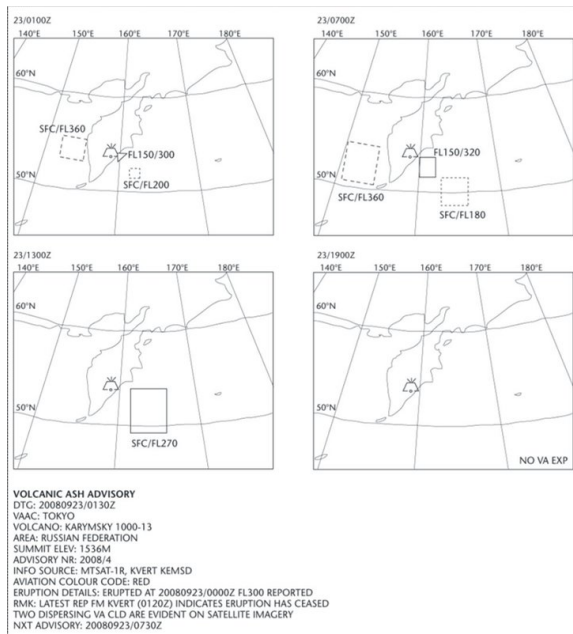 23/0100Z
140°E 150°E 160°E 170°E 180°E
60°N
SFC/FL360
FL150/300
SFC/FL200
50°N
23/0700Z
140°E 150°E 160°E 170°E 180°E
60°N
FL150/320
50°N
SFC/FL360
SFC/FL180
23/1300Z
140°E 150°E 160°E 170°E 180°E
60°N
50°N
SFC/FL270
23/1900Z
140°E 150°E 160°E 170°E 180°E
60°N
50°N
NO VA EXP
VOLCANIC ASH ADVISORY
DTG: 20080923/0130Z
VAAC: TOKYO
VOLCANO: KARYMSKY 1000-13
AREA: RUSSIAN FEDERATION
SUMMIT ELEV: 1536M
ADVISORY NR: 2008/4
INFO SOURCE: MTSAT-1R, KVERT KEMSD
AVIATION COLOUR CODE: RED
ERUPTION DETAILS: ERUPTED AT 20080923/0000Z FL300 REPORTED
RMK: LATEST REP FM KVERT (0120Z) INDICATES ERUPTION HAS CEASED
TWO DISPERSING VA CLD ARE EVIDENT ON SATELLITE IMAGERY
NXT ADVISORY: 20080923/0730Z